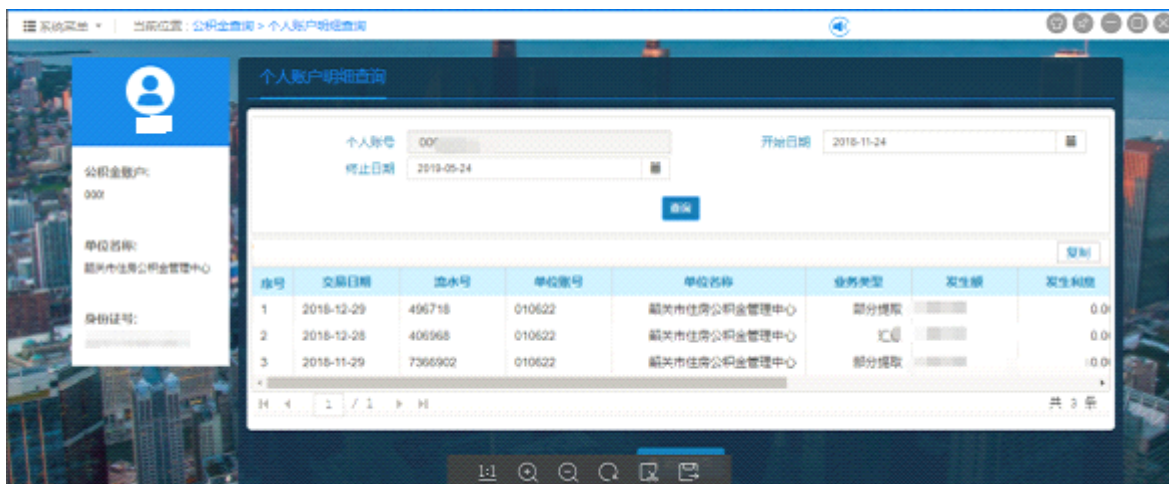 系统菜单 当前位置：公积金查询 > 个人账户明细查询
个人账户明细查询
个人账号 000 开始日期 2018-11-24
终止日期 2019-05-24
查询
公积金账户:
000
单位名称:
韶关市住房公积金管理中心
身份证号:
复制
序号 交易日期 流水号 单位账号 单位名称 业务类型 发生额 发生利息
1 2018-12-29 496718 010622 韶关市住房公积金管理中心 部分提取 0.0
2 2018-12-28 406968 010622 韶关市住房公积金管理中心 0.0
3 2018-11-29 7366902 010622 韶关市住房公积金管理中心 部分提取 0.0
1 / 1 共 3 条
1:1